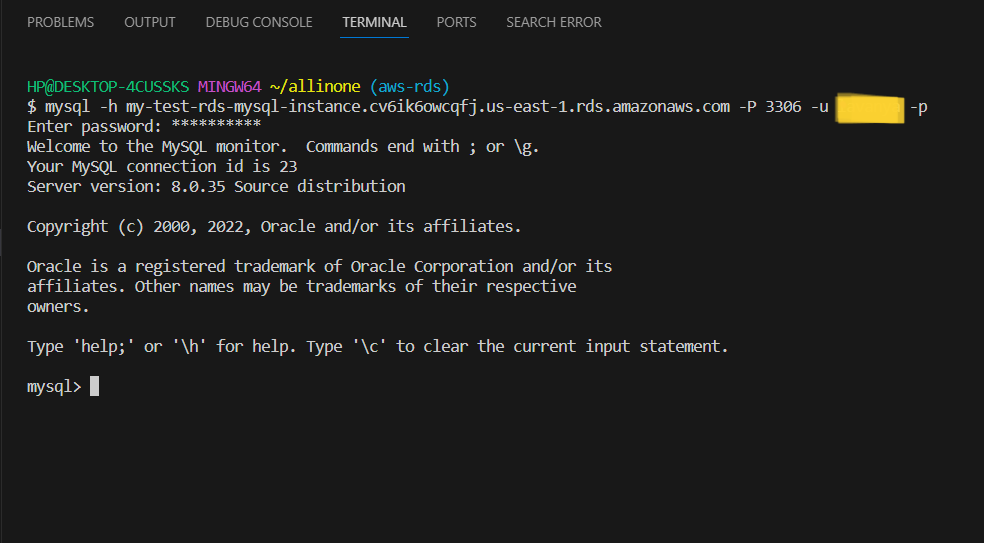 PROBLEMS OUTPUT DEBUG CONSOLE TERMINAL PORTS SEARCH ERROR
HP@DESKTOP-4CUSSKS MINGW64 ~/allinone (aws-rds)
$ mysql -h my-test-rds-mysql-instance.cv6ik6owcqfj.us-east-1.rds.amazonaws.com -P 3306 -u -p
Enter password: **********
Welcome to the MySQL monitor.  Commands end with ; or \g.
Your MySQL connection id is 23
Server version: 8.0.35 Source distribution
Copyright (c) 2000, 2022, Oracle and/or its affiliates.
Oracle is a registered trademark of Oracle Corporation and/or its
affiliates. Other names may be trademarks of their respective
owners.
Type 'help;' or '\h' for help. Type '\c' to clear the current input statement.
mysql>